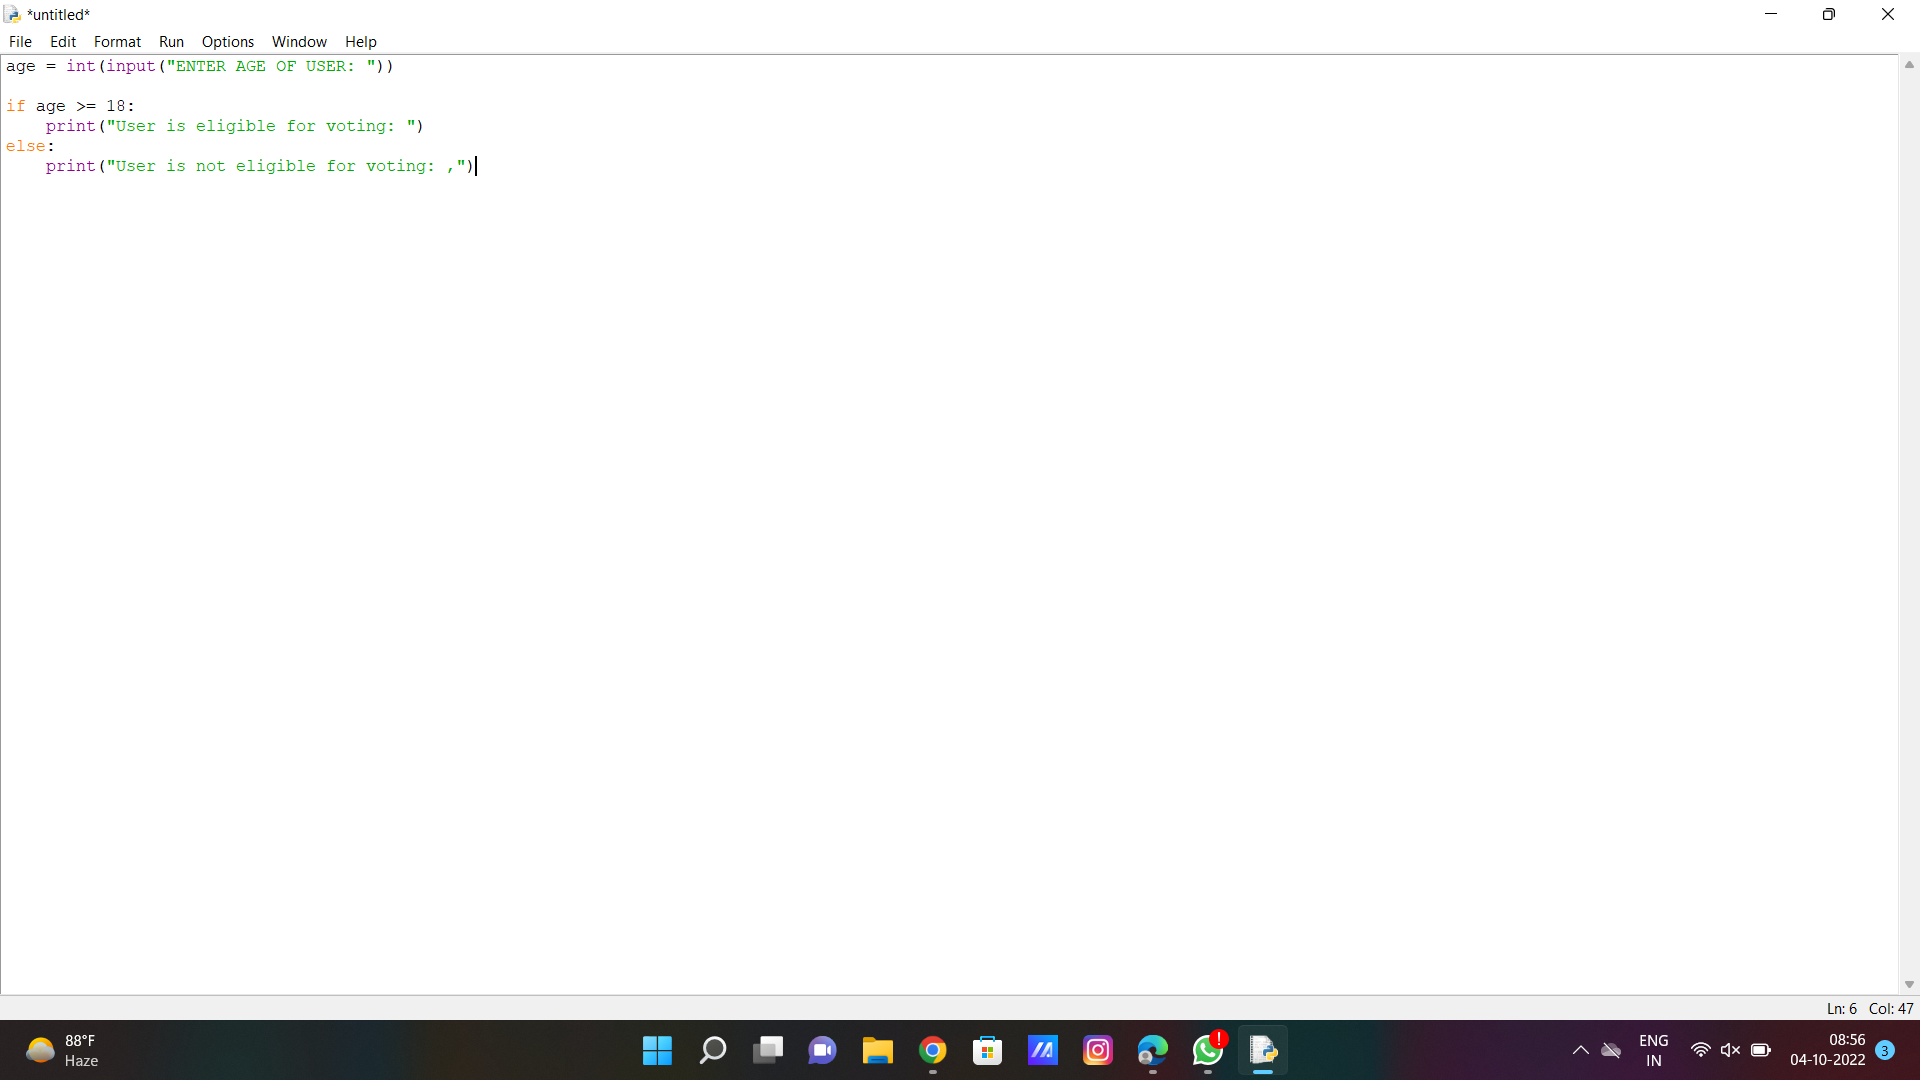 *untitled*
File Edit Format Run Options Window Help
age = int(input("ENTER AGE OF USER: "))
if age >= 18:
    print("User is eligible for voting: ")
else:
    print("User is not eligible for voting: ,")
Ln: 6 Col: 47
88°F
Haze
ENG
IN
08:56
04-10-2022
3